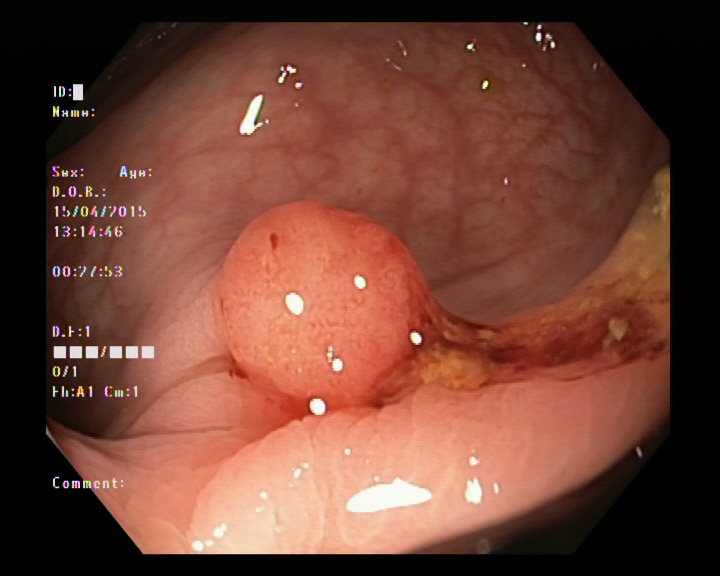 ID:
Name:
Sex: Age:
D.O.B.:
15/04/2015
13:14:46
00:27:53
D.F:1
■■■/■■■
0/1
Eh:A1 Cm:1
Comment: